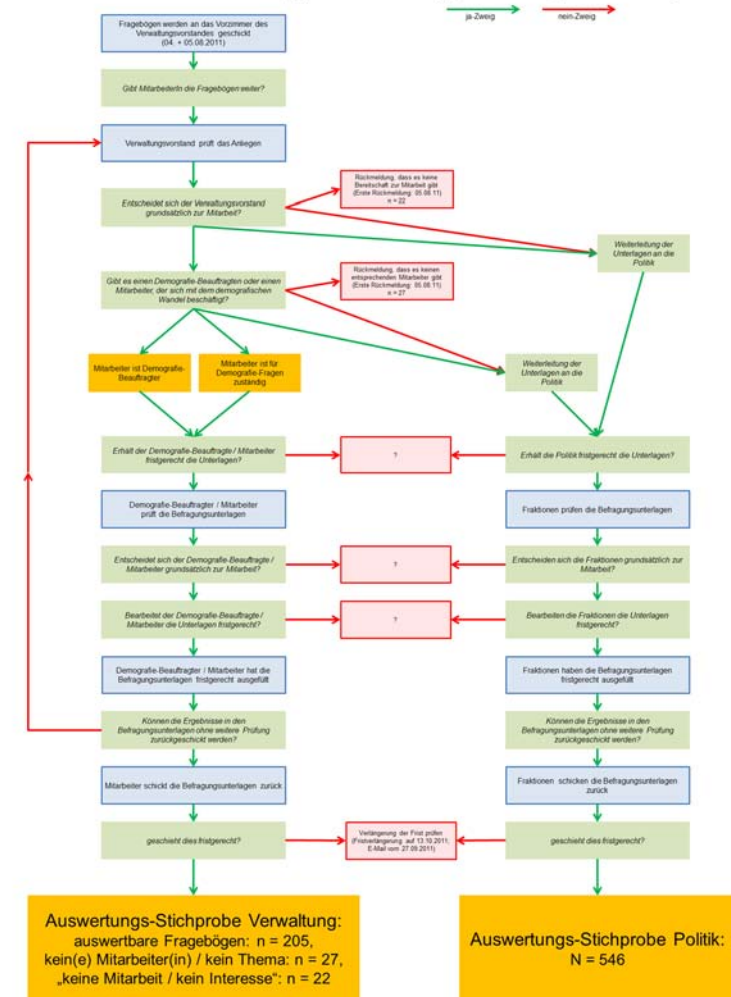 ja-Zweig
nein-Zweig
Fragebögen werden an das Vorzimmer des
Verwaltungsvorstandes geschickt
(04. + 05.08.2011)
Gibt MitarbeiterIn die Fragebögen weiter?
Verwaltungsvorstand prüft das Anliegen
Rückmeldung, dass es keine
Bereitschaft zur Mitarbeit gibt
(Erste Rückmeldung: 05.08.11)
n = 22
Entscheidet sich der Verwaltungsvorstand
grundsätzlich zur Mitarbeit?
Weiterleitung der
Unterlagen an die
Politik
Gibt es einen Demografie-Beauftragten oder einen
Mitarbeiter, der sich mit dem demografischen
Wandel beschäftigt?
Rückmeldung, dass es keinen
entsprechenden Mitarbeiter gibt
(Erste Rückmeldung: 05.08.11)
n = 27
Mitarbeiter ist Demografie-
Beauftragter
Mitarbeiter ist für
Demografie-Fragen
zuständig
Weiterleitung der
Unterlagen an die
Politik
Erhält der Demografie-Beauftragte / Mitarbeiter
fristgerecht die Unterlagen?
?
Erhält die Politik fristgerecht die Unterlagen?
Demografie-Beauftragter / Mitarbeiter
prüft die Befragungsunterlagen
Fraktionen prüfen die Befragungsunterlagen
Entscheidet sich der Demografie-Beauftragte /
Mitarbeiter grundsätzlich zur Mitarbeit?
?
Entscheiden sich die Fraktionen grundsätzlich zur
Mitarbeit?
Bearbeitet der Demografie-Beauftragte /
Mitarbeiter die Unterlagen fristgerecht?
?
Bearbeiten die Fraktionen die Unterlagen
fristgerecht?
Demografie-Beauftragter / Mitarbeiter hat die
Befragungsunterlagen fristgerecht ausgefüllt
Fraktionen haben die Befragungsunterlagen
fristgerecht ausgefüllt
Können die Ergebnisse in den
Befragungsunterlagen ohne weitere Prüfung
zurückgeschickt werden?
Können die Ergebnisse in den
Befragungsunterlagen ohne weitere Prüfung
zurückgeschickt werden?
Mitarbeiter schickt die Befragungsunterlagen zurück
Fraktionen schicken die Befragungsunterlagen
zurück
geschieht dies fristgerecht?
Verlängerung der Frist prüfen
(Fristverlängerung auf 13.10.2011;
E-Mail vom 27.09.2011)
geschieht dies fristgerecht?
Auswertungs-Stichprobe Verwaltung:
auswertbare Fragebögen: n = 205,
kein(e) Mitarbeiter(in) / kein Thema: n = 27,
„keine Mitarbeit / kein Interesse“: n = 22
Auswertungs-Stichprobe Politik:
N = 546